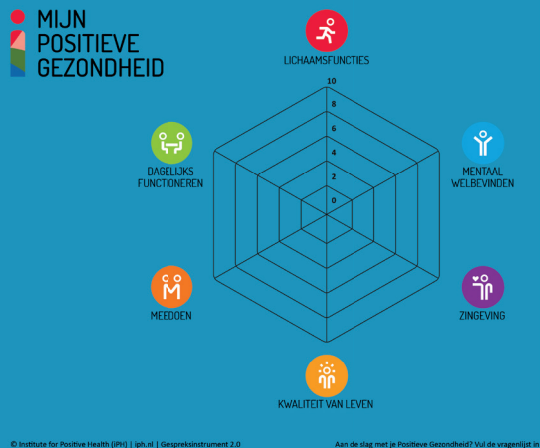 MIJN
POSITIEVE
GEZONDHEID
LICHAAMSFUNCTIES
10
8
6
4
2
0
DAGELIJKS
FUNCTIONEREN
MENTAAL
WELBEVINDEN
MEEDOEN
ZINGEVING
KWALITEIT VAN LEVEN
© Institute for Positive Health (iPH) | iph.nl | Gespreksinstrument 2.0
Aan de slag met je Positieve Gezondheid? Vul de vragenlijst in